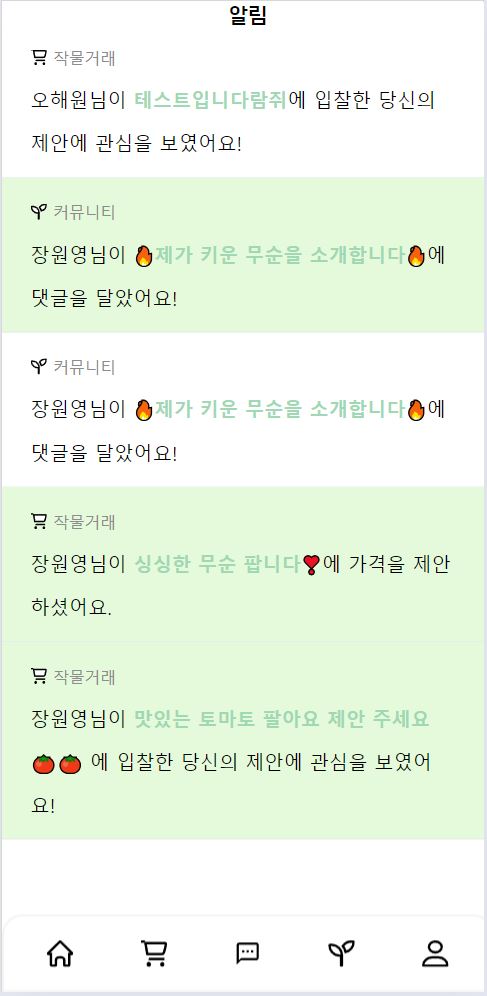 알림
작물거래
오해원님이 테스트입니다람쥐에 입찰한 당신의
제안에 관심을 보였어요!
커뮤니티
장원영님이 🔥제가 키운 무순을 소개합니다🔥에
댓글을 달았어요!
커뮤니티
장원영님이 🔥제가 키운 무순을 소개합니다🔥에
댓글을 달았어요!
작물거래
장원영님이 싱싱한 무순 팝니다❣에 가격을 제안
하셨어요.
작물거래
장원영님이 맛있는 토마토 팔아요 제안 주세요
🍅🍅 에 입찰한 당신의 제안에 관심을 보였어
요!